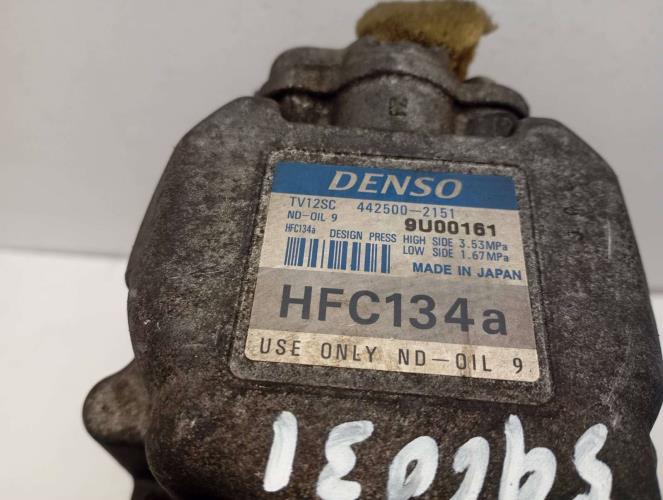 DENSO
TV12SC 442500-2151
ND-OIL 9 9U00161
HFC134a DESIGN PRESS HIGH SIDE 3.53MPa
LOW SIDE 1.67MPa
MADE IN JAPAN
HFC134a
USE ONLY ND-OIL 9